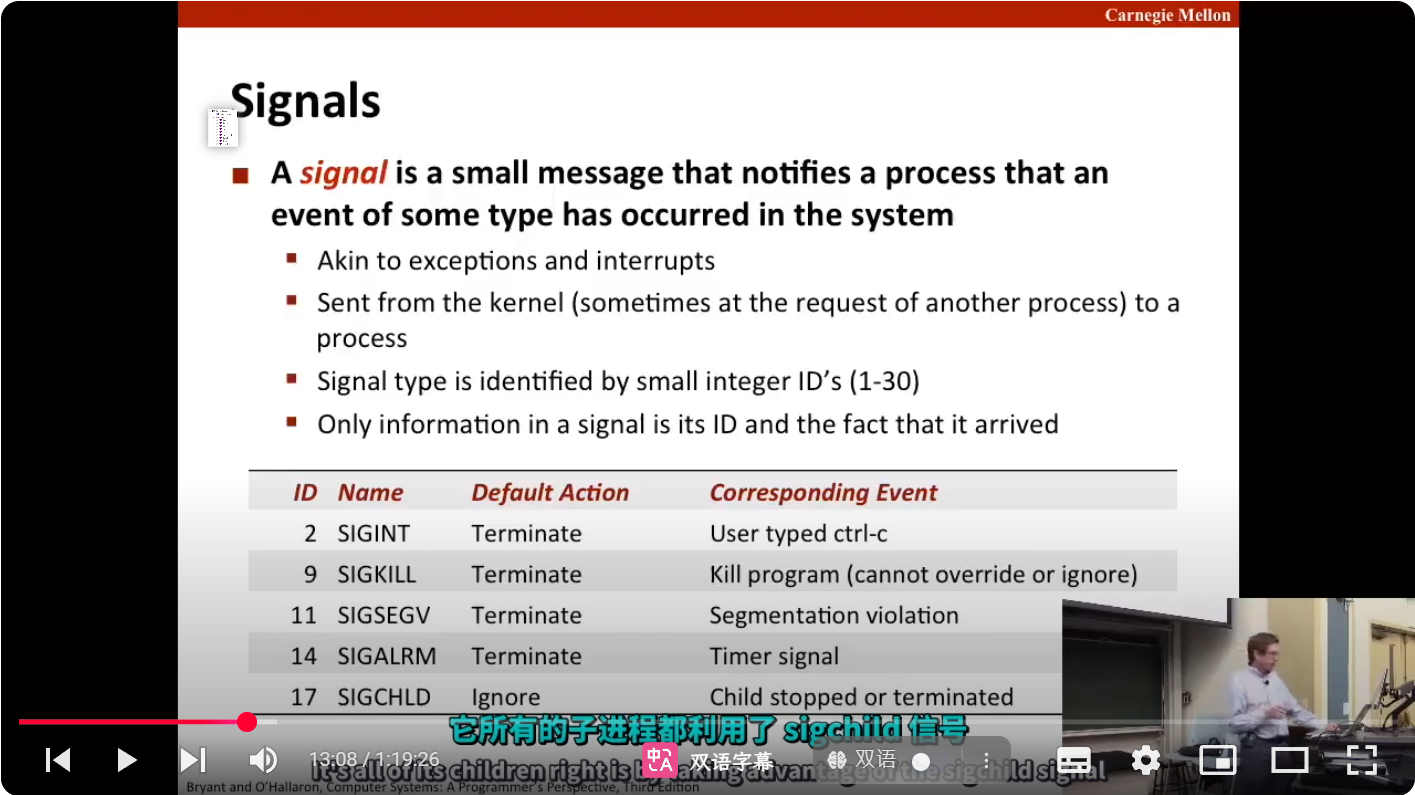 Carnegie Mellon
Signals
■ A signal is a small message that notifies a process that an
event of some type has occurred in the system
▪ Akin to exceptions and interrupts
▪ Sent from the kernel (sometimes at the request of another process) to a
process
▪ Signal type is identified by small integer ID’s (1-30)
▪ Only information in a signal is its ID and the fact that it arrived
ID Name Default Action Corresponding Event
2 SIGINT Terminate User typed ctrl-c
9 SIGKILL Terminate Kill program (cannot override or ignore)
11 SIGSEGV Terminate Segmentation violation
14 SIGALRM Terminate Timer signal
17 SIGCHLD Ignore Child stopped or terminated
它所有的子进程都利用了 sigchild 信号
13:08 / 1:19:26 中A 双语字幕 双语
it's all of its children right is by taking advantage of the sigchild signal
Bryant and O’Hallaron, Computer Systems: A Programmer’s Perspective, Third Edition